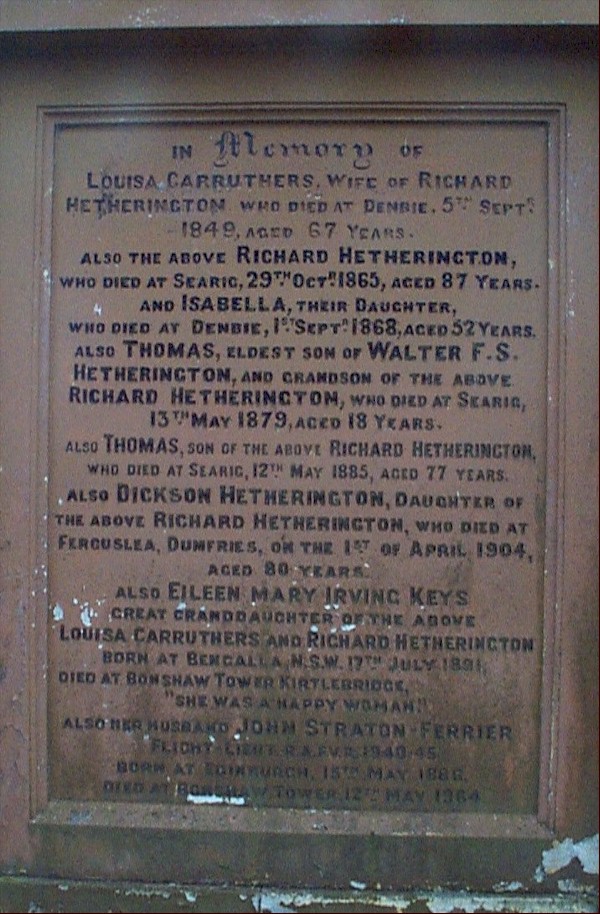 IN Memory OF
LOUISA CARRUTHERS, WIFE OF RICHARD
HETHERINGTON WHO DIED AT DENBIE, 5TH SEPTR
1849, AGED 67 YEARS.
ALSO THE ABOVE RICHARD HETHERINGTON,
WHO DIED AT SEARIG, 29TH OCTR 1865, AGED 87 YEARS.
AND ISABELLA, THEIR DAUGHTER,
WHO DIED AT DENBIE, 1ST SEPTR 1868, AGED 52 YEARS.
ALSO THOMAS, ELDEST SON OF WALTER F.S.
HETHERINGTON, AND GRANDSON OF THE ABOVE
RICHARD HETHERINGTON, WHO DIED AT SEARIG,
13TH MAY 1879, AGED 18 YEARS.
ALSO THOMAS, SON OF THE ABOVE RICHARD HETHERINGTON,
WHO DIED AT SEARIG, 12TH MAY 1885, AGED 77 YEARS.
ALSO DICKSON HETHERINGTON, DAUGHTER OF
THE ABOVE RICHARD HETHERINGTON, WHO DIED AT
FERGUSLEA, DUMFRIES, ON THE 1ST OF APRIL 1904,
AGED 80 YEARS.
ALSO EILEEN MARY IRVING KEYS
GREAT GRANDDAUGHTER OF THE ABOVE
LOUISA CARRUTHERS AND RICHARD HETHERINGTON
BORN AT BENGALLA, N.S.W. 17TH JULY 1891,
DIED AT BONSHAW TOWER KIRTLEBRIDGE,
"SHE WAS A HAPPY WOMAN."
ALSO HER HUSBAND JOHN STRATON-FERRIER
FLIGHT-LIEUT. R.A.F.V.R. 1940-45.
BORN AT EDINBURGH, 15TH MAY
DIED AT BONSHAW TOWER, 12TH MAY 1964